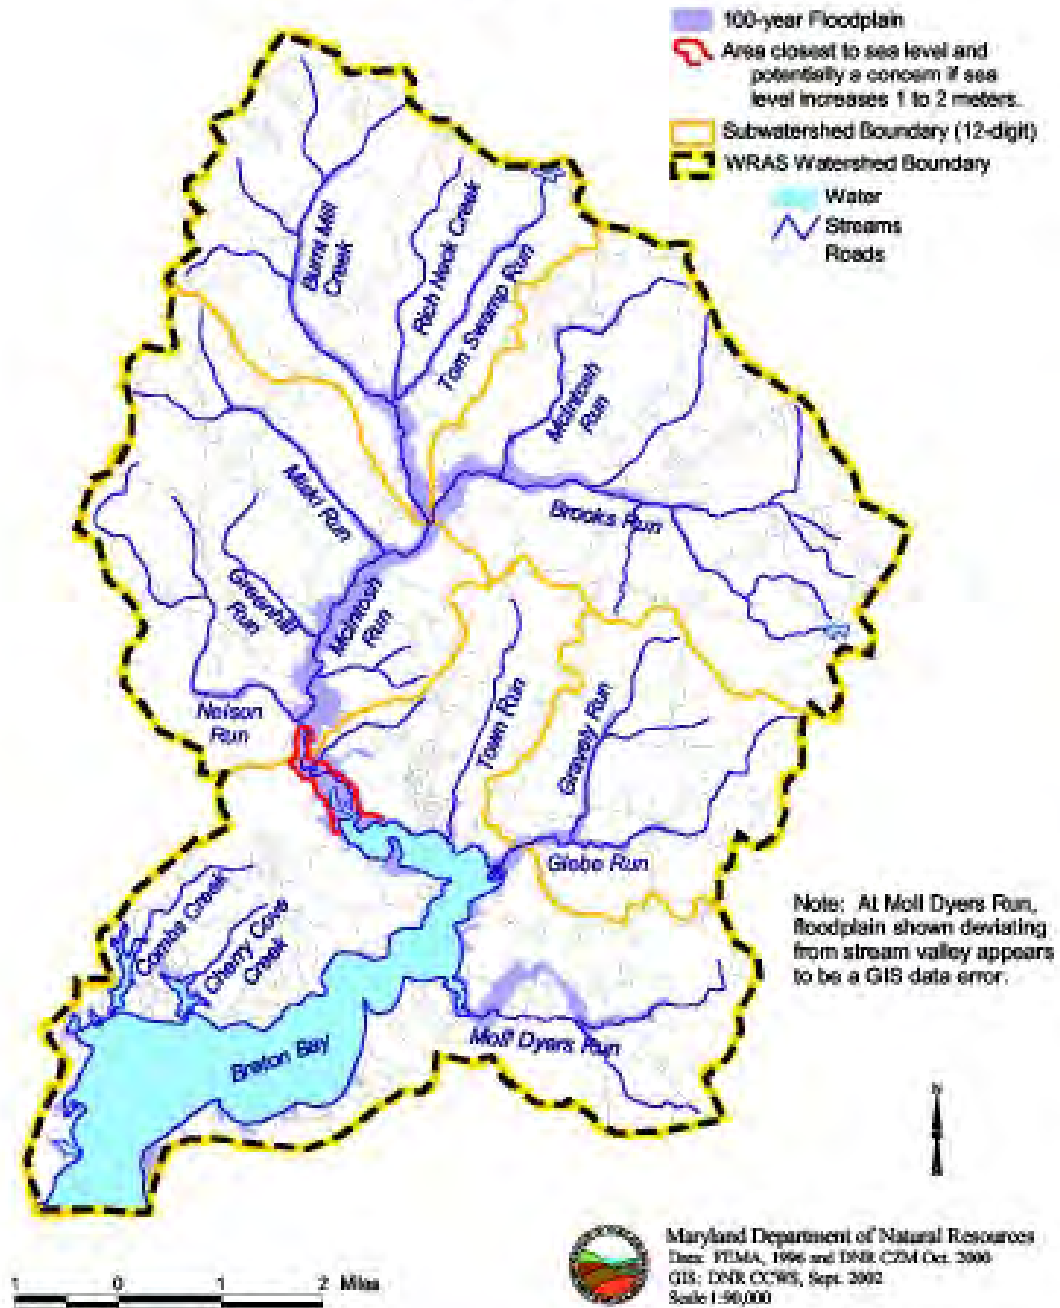 100-year Floodplain
Area closest to sea level and
potentially a concern if sea
level increases 1 to 2 meters.
Subwatershed Boundary (12-digit)
WRAS Watershed Boundary
Water
Streams
Roads
Burnt Mill
Creek
Rich Neck Creek
Tom Swamp Run
McIntosh
Run
Miski Run
Brooks Run
Greenhill
Run
McIntosh
Run
Nelson
Run
Town Run
Gravely Run
Glebe Run
Combs Creek
Cherry Cove
Creek
Note: At Moll Dyers Run,
floodplain shown deviating
from stream valley appears
to be a GIS data error.
Moll Dyers Run
Breton Bay
N
Maryland Department of Natural Resources
Data: FEMA, 1996 and DNR CZM Oct. 2000
GIS: DNR CCWS, Sept. 2002
Scale 1:90,000
1 0 1 2 Miles